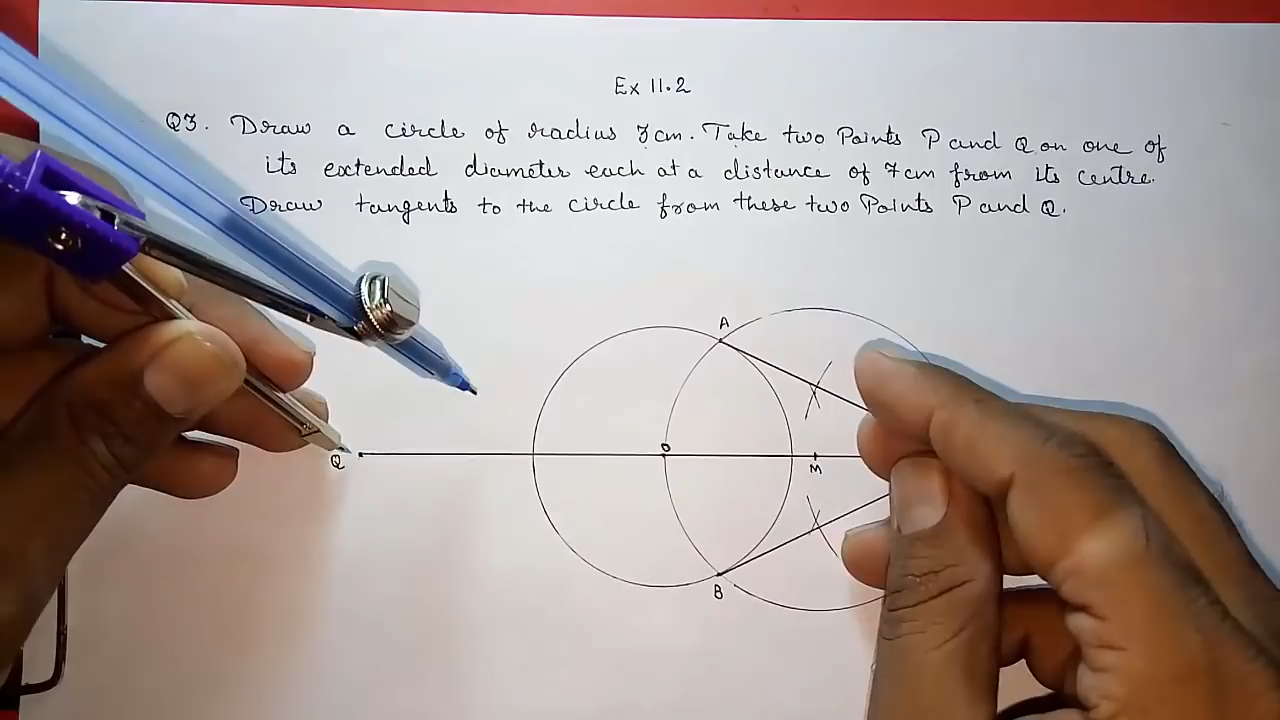 Ex 11.2
Q3. Draw a circle of radius 3cm. Take two Points P and Q on one of
its extended diameter each at a distance of 7cm from its centre.
Draw tangents to the circle from these two Points P and Q.
A
O
Q
M
B